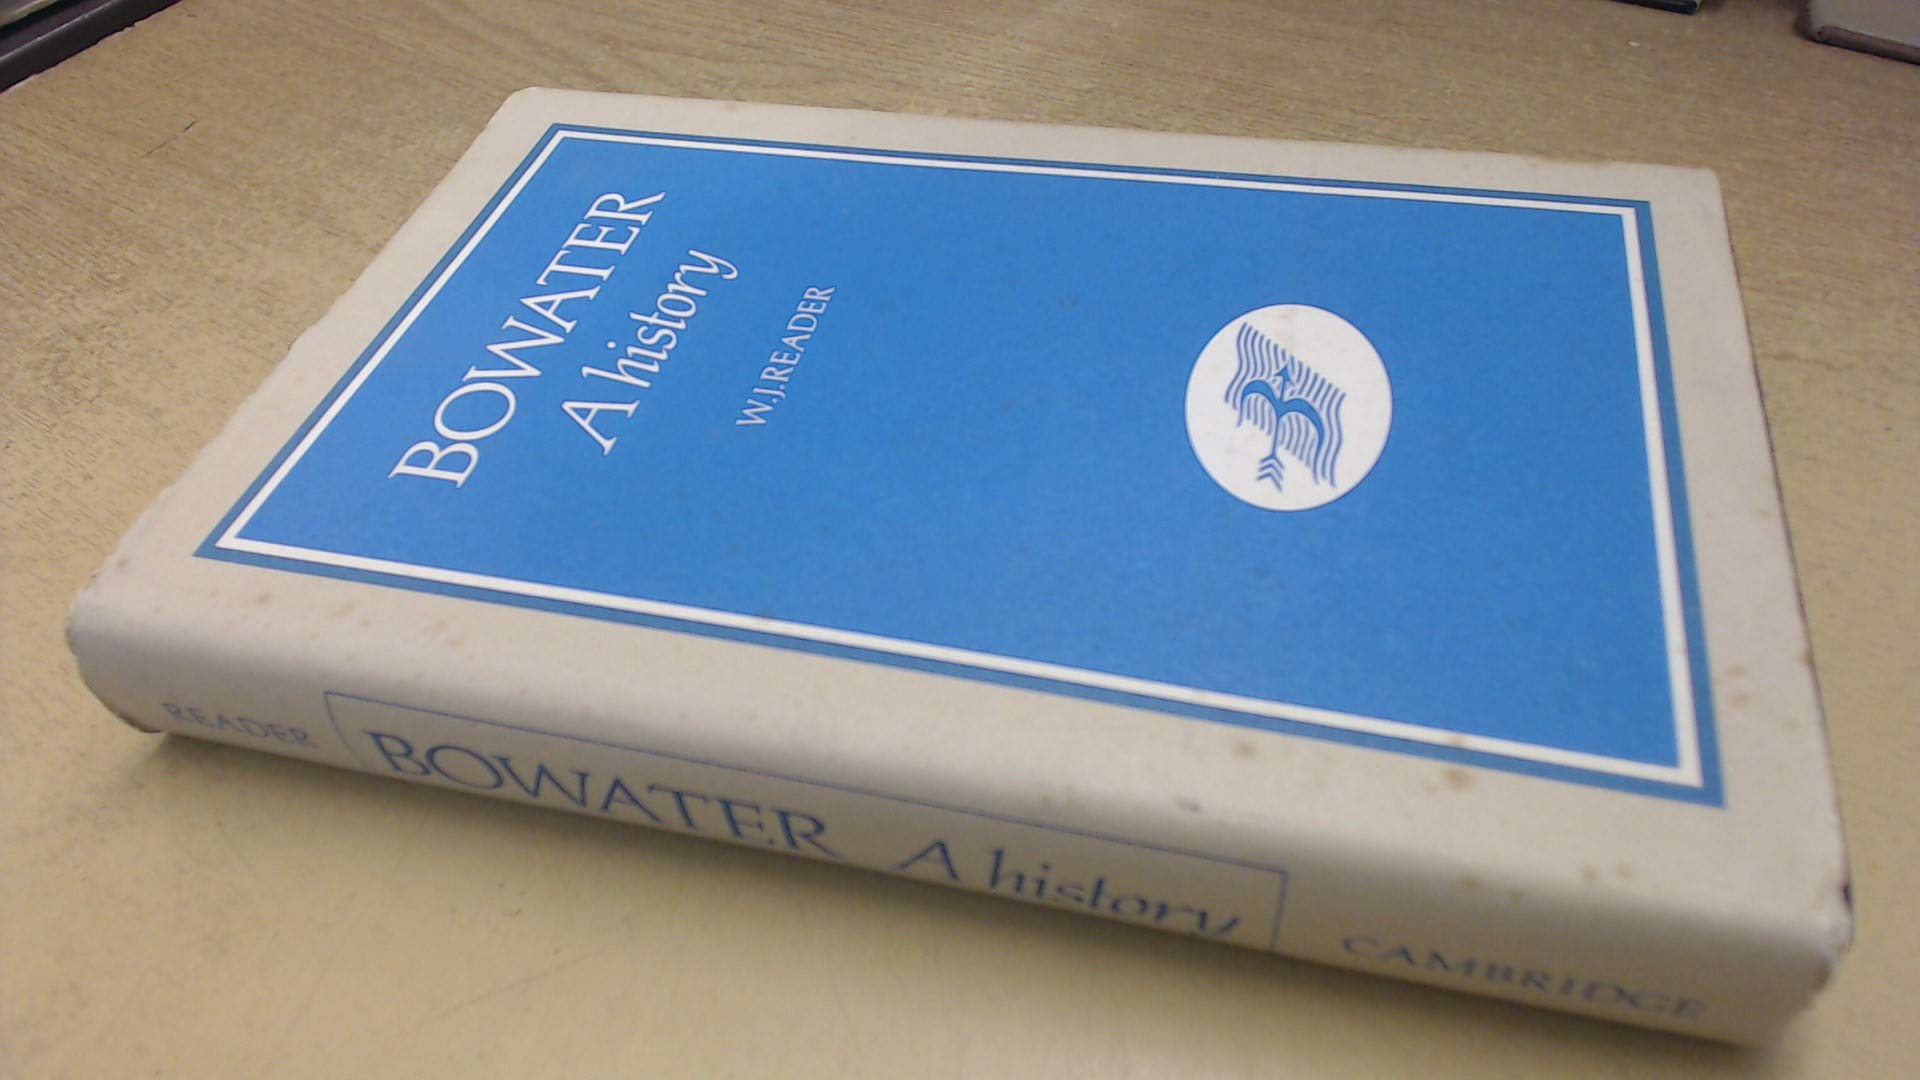 BOWATER
A history
W.J.READER
READER
BOWATER A history
CAMBRIDGE